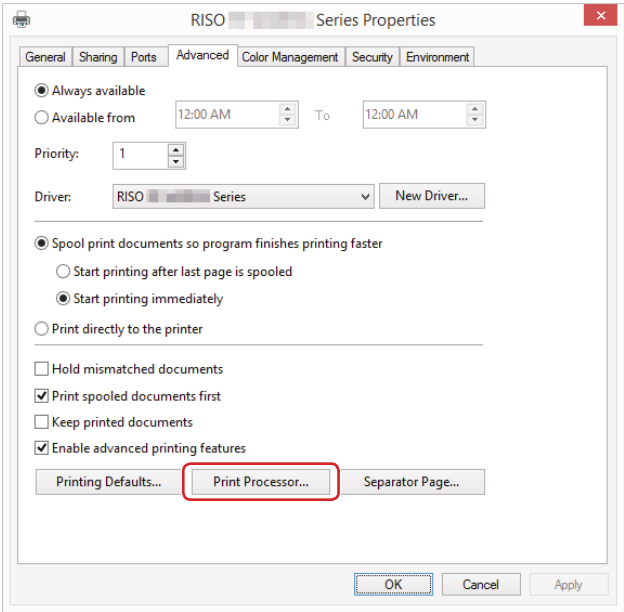 RISO Series Properties
General Sharing Ports Advanced Color Management Security Environment
Always available
Available from 12:00 AM To 12:00 AM
Priority: 1
Driver: RISO Series New Driver...
Spool print documents so program finishes printing faster
Start printing after last page is spooled
Start printing immediately
Print directly to the printer
Hold mismatched documents
Print spooled documents first
Keep printed documents
Enable advanced printing features
Printing Defaults... Print Processor... Separator Page...
OK Cancel Apply